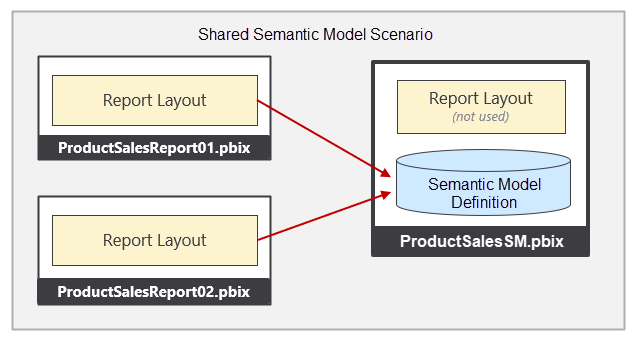 Shared Semantic Model Scenario
Report Layout
ProductSalesReport01.pbix
Report Layout
ProductSalesReport02.pbix
Report Layout
(not used)
Semantic Model
Definition
ProductSalesSM.pbix